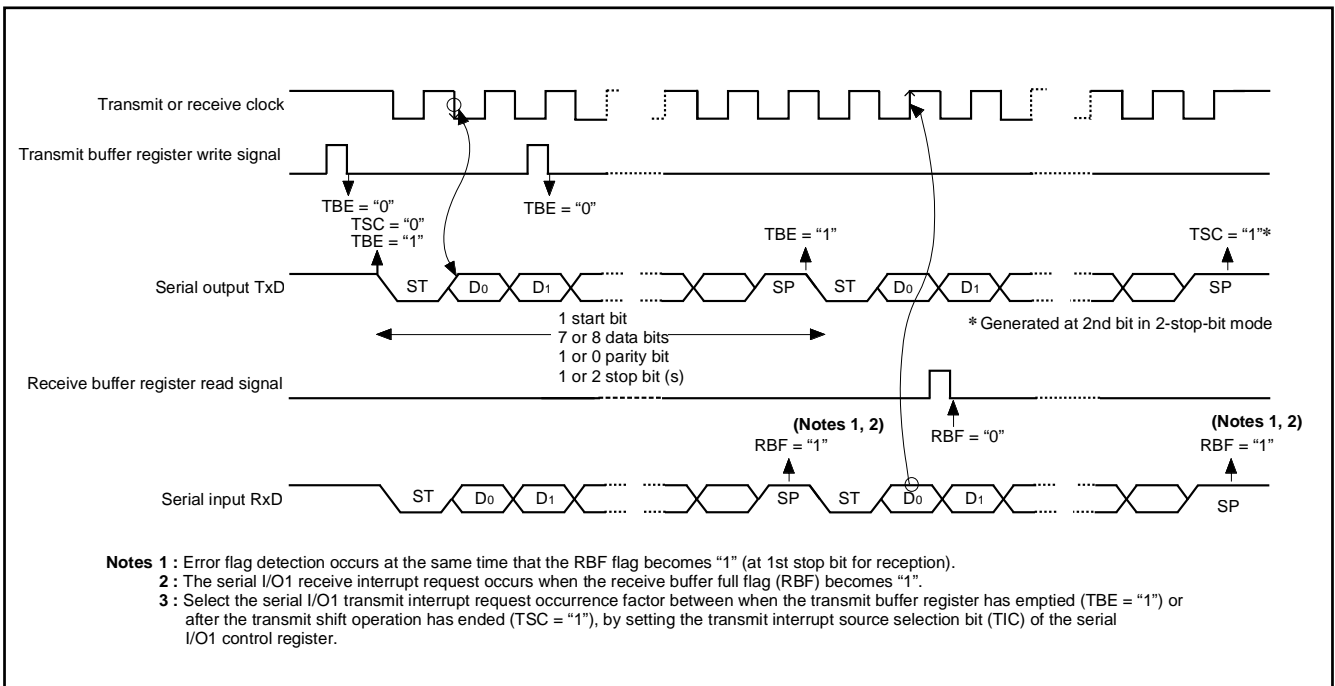 Transmit or receive clock
Transmit buffer register write signal
TBE = “0”
TSC = “0”
TBE = “1”
TBE = “0”
TBE = “1”
TSC = “1”*
Serial output TxD
ST
D0
D1
SP
ST
D0
D1
SP
1 start bit
7 or 8 data bits
1 or 0 parity bit
1 or 2 stop bit (s)
* Generated at 2nd bit in 2-stop-bit mode
Receive buffer register read signal
(Notes 1, 2)
RBF = “1”
RBF = “0”
(Notes 1, 2)
RBF = “1”
Serial input RxD
ST
D0
D1
SP
ST
D0
D1
SP
Notes 1 : Error flag detection occurs at the same time that the RBF flag becomes “1” (at 1st stop bit for reception).
2 : The serial I/O1 receive interrupt request occurs when the receive buffer full flag (RBF) becomes “1”.
3 : Select the serial I/O1 transmit interrupt request occurrence factor between when the transmit buffer register has emptied (TBE = “1”) or
after the transmit shift operation has ended (TSC = “1”), by setting the transmit interrupt source selection bit (TIC) of the serial
I/O1 control register.